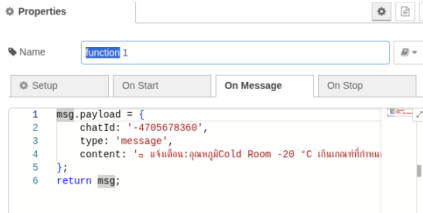 Properties
Name
function 1
Setup
On Start
On Message
On Stop
1 msg.payload = {
2 chatId: '-4705678360',
3 type: 'message',
4 content: ' แจ้งเตือน:อุณหภูมิCold Room -20 °C เกินเกณฑ์ที่กำหน
5 };
6 return msg;